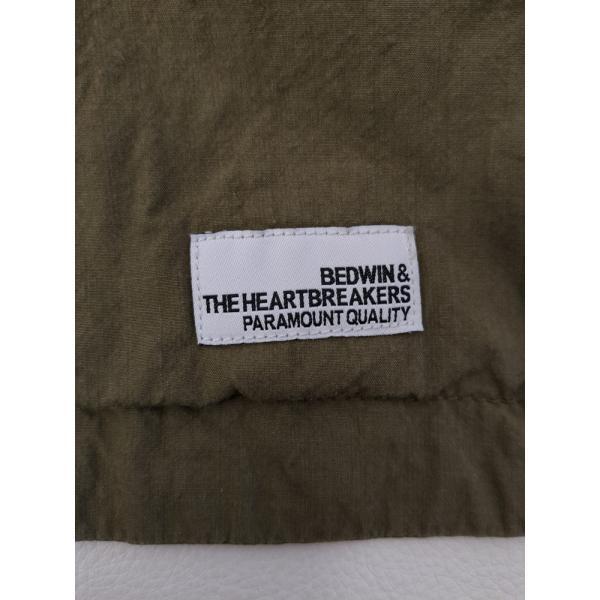 BEDWIN &
THE HEARTBREAKERS
PARAMOUNT QUALITY